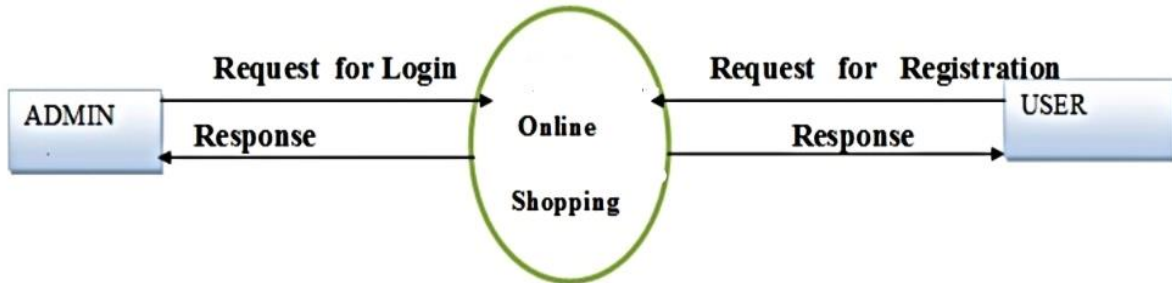 Request for Login
Request for Registration
ADMIN
USER
Response
Online
Response
Shopping